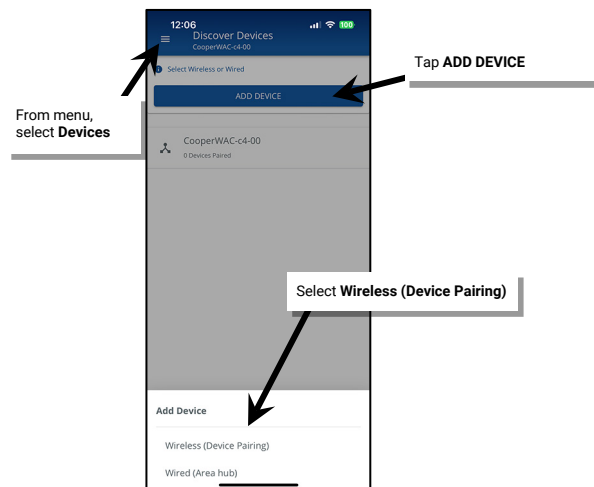 12:06
100
Discover Devices
CooperWAC-c4-00
Select Wireless or Wired
Tap ADD DEVICE
ADD DEVICE
From menu,
select Devices
CooperWAC-c4-00
0 Devices Paired
Select Wireless (Device Pairing)
Add Device
Wireless (Device Pairing)
Wired (Area hub)